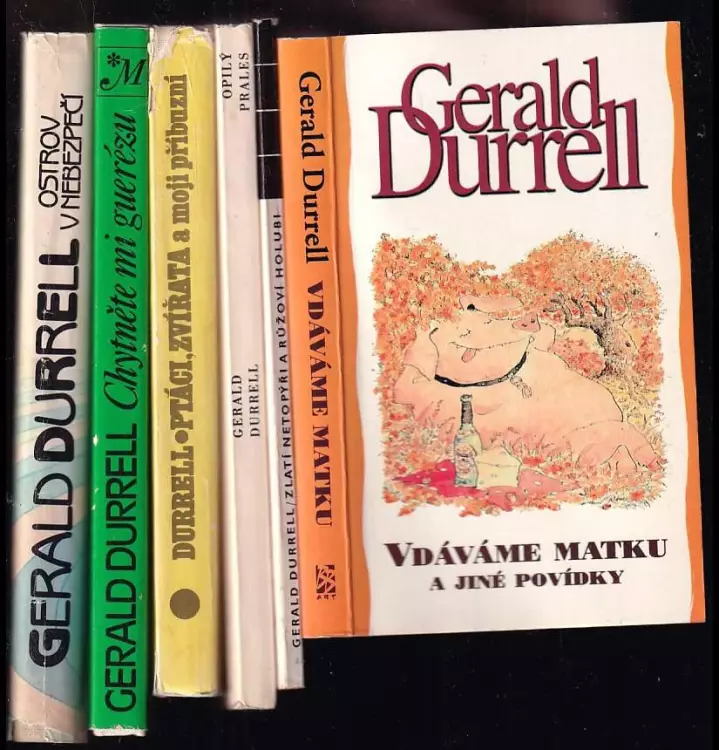 GERALD DURRELL OSTROV
V NEBEZPEČÍ
M
GERALD DURRELL Chytněte mi guerézu
DURRELL • PTÁCI, ZVÍŘATA a moji příbuzní
GERALD
DURRELL
OPILÝ
PRALES
GERALD DURRELL/ZLATÍ NETOPÝŘI A RŮŽOVÍ HOLUBI
Gerald Durrell VDÁVÁME MATKU
ART
Gerald
Durrell
VDÁVÁME MATKU
A JINÉ POVÍDKY